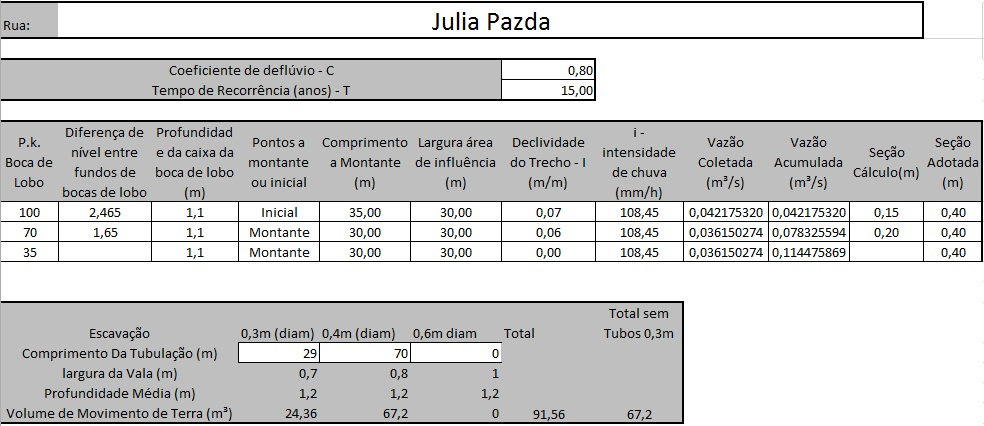 Rua: Julia Pazda
Coeficiente de deflúvio - C 0,80
Tempo de Recorrência (anos) - T 15,00
P.k. Boca de Lobo Diferença de nível entre fundos de bocas de lobo Profundidad e da caixa da boca de lobo (m) Pontos a montante ou inicial Comprimento a Montante (m) Largura área de influência (m) Declividade do Trecho - I (m/m) i - intensidade de chuva (mm/h) Vazão Coletada (m³/s) Vazão Acumulada (m³/s) Seção Cálculo(m) Seção Adotada (m)
100 2,465 1,1 Inicial 35,00 30,00 0,07 108,45 0,042175320 0,042175320 0,15 0,40
70 1,65 1,1 Montante 30,00 30,00 0,06 108,45 0,036150274 0,078325594 0,20 0,40
35 1,1 Montante 30,00 30,00 0,00 108,45 0,036150274 0,114475869 0,40
Escavação 0,3m (diam) 0,4m (diam) 0,6m diam Total Total sem Tubos 0,3m
Comprimento Da Tubulação (m) 29 70 0
largura da Vala (m) 0,7 0,8 1
Profundidade Média (m) 1,2 1,2 1,2
Volume de Movimento de Terra (m³) 24,36 67,2 0 91,56 67,2